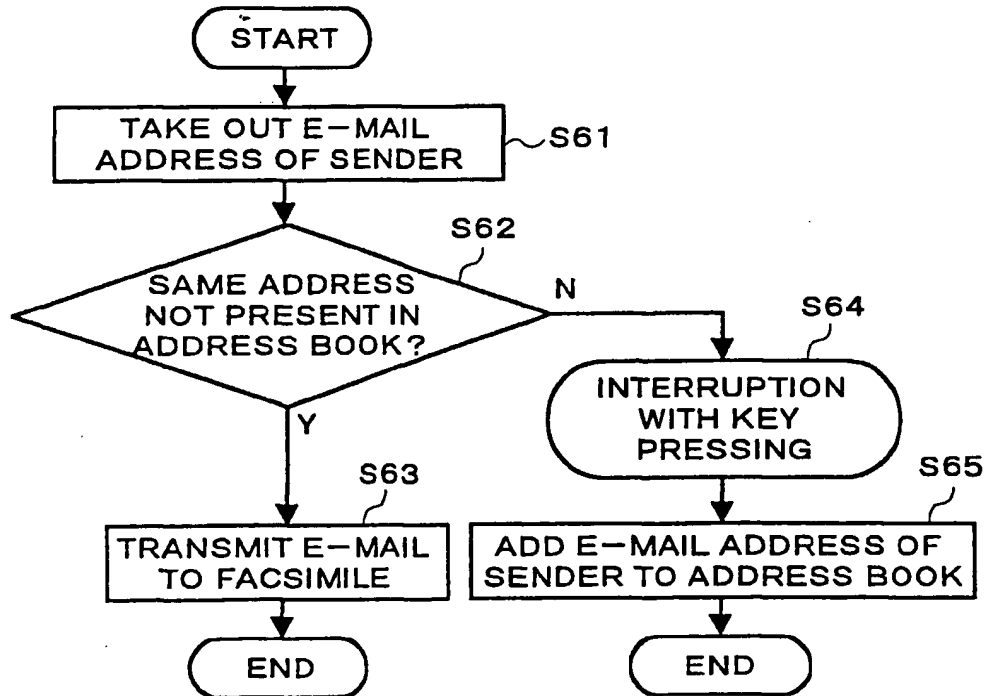 START
TAKE OUT E-MAIL
ADDRESS OF SENDER
S61
S62
SAME ADDRESS
NOT PRESENT IN
ADDRESS BOOK?
N
Y
S64
INTERRUPTION
WITH KEY
PRESSING
S63
TRANSMIT E-MAIL
TO FACSIMILE
S65
ADD E-MAIL ADDRESS OF
SENDER TO ADDRESS BOOK
END
END